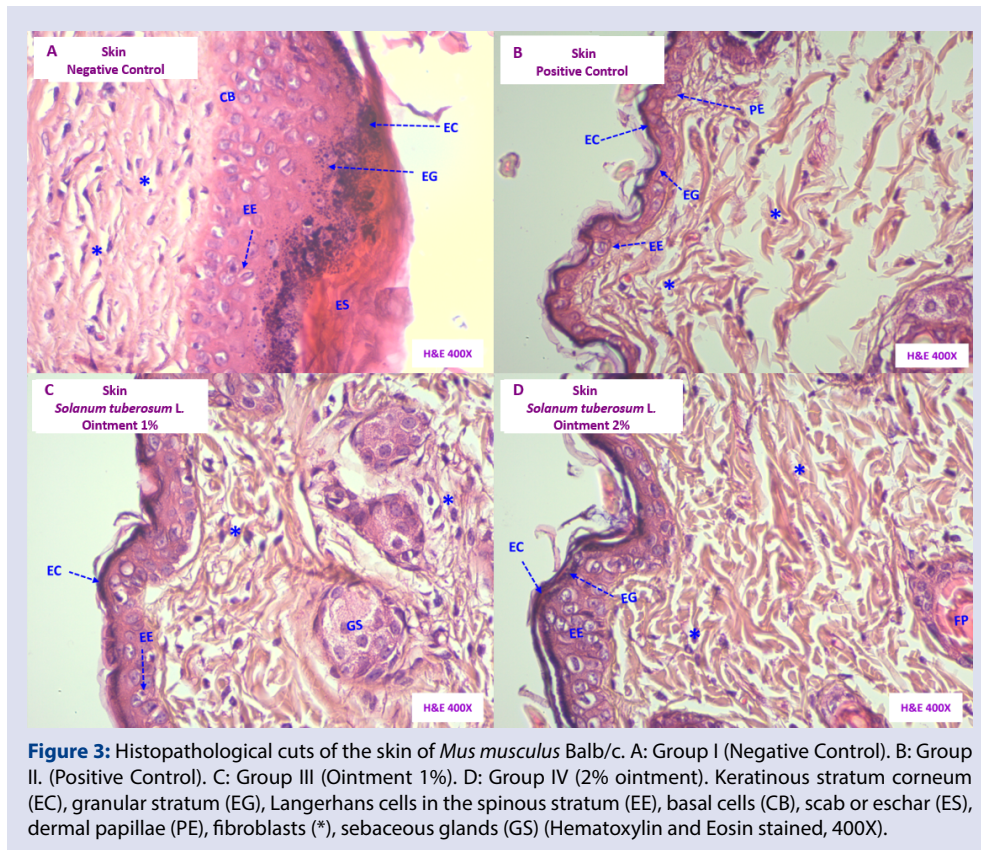 A
Skin
Negative Control
CB
EC
EG
EE
ES
*
*
H&E 400X
B
Skin
Positive Control
PE
EC
EG
EE
*
*
H&E 400X
C
Skin
Solanum tuberosum L.
Ointment 1%
*
*
EC
EE
GS
H&E 400X
D
Skin
Solanum tuberosum L.
Ointment 2%
*
EC
EG
EE
*
FP
H&E 400X
Figure 3: Histopathological cuts of the skin of Mus musculus Balb/c. A: Group I (Negative Control). B: Group
II. (Positive Control). C: Group III (Ointment 1%). D: Group IV (2% ointment). Keratinous stratum corneum
(EC), granular stratum (EG), Langerhans cells in the spinous stratum (EE), basal cells (CB), scab or eschar (ES),
dermal papillae (PE), fibroblasts (*), sebaceous glands (GS) (Hematoxylin and Eosin stained, 400X).